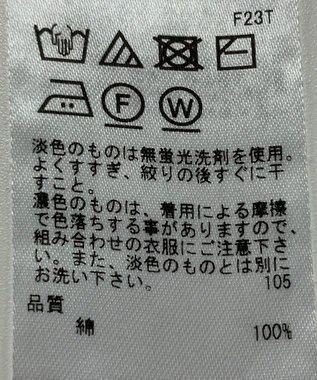 F23T
F
W
淡色のものは無蛍光洗剤を使用。
よくすすぎ、絞りの後すぐに干
すこと。
濃色のものは、着用による摩擦
で色落ちする事がありますので、
組み合わせの衣服にご注意下さ
い。また、淡色のものとは別に
お洗い下さい。 105
品質
綿 100%